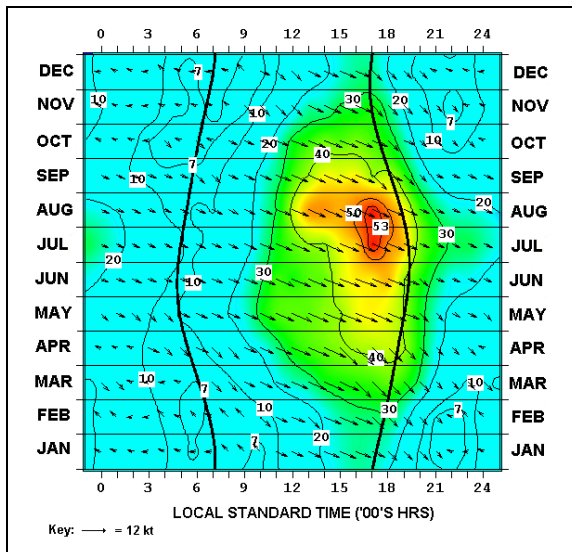 0 3 6 9 12 15 18 21 24
DEC 7 DEC
10 30 20
NOV 10 7 NOV
OCT 20 10 OCT
40
7
SEP 10 SEP
20
AUG 50 AUG
53 30
JUL JUL
20
JUN 10 30 JUN
MAY MAY
APR 40 APR
MAR 10 7 10 MAR
FEB 10 30 7 FEB
JAN 7 20 JAN
0 3 6 9 12 15 18 21 24
LOCAL STANDARD TIME ('00'S HRS)
Key: = 12 kt